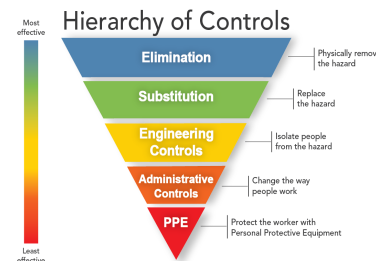 Hierarchy of Controls
Most
effective
Elimination
Physically remov
the hazard
Substitution
Replace
the hazard
Engineering
Controls
Isolate people
from the hazard
Administrative
Controls
Change the way
people work
PPE
Protect the worker with
Personal Protective Equipment
Least
effective